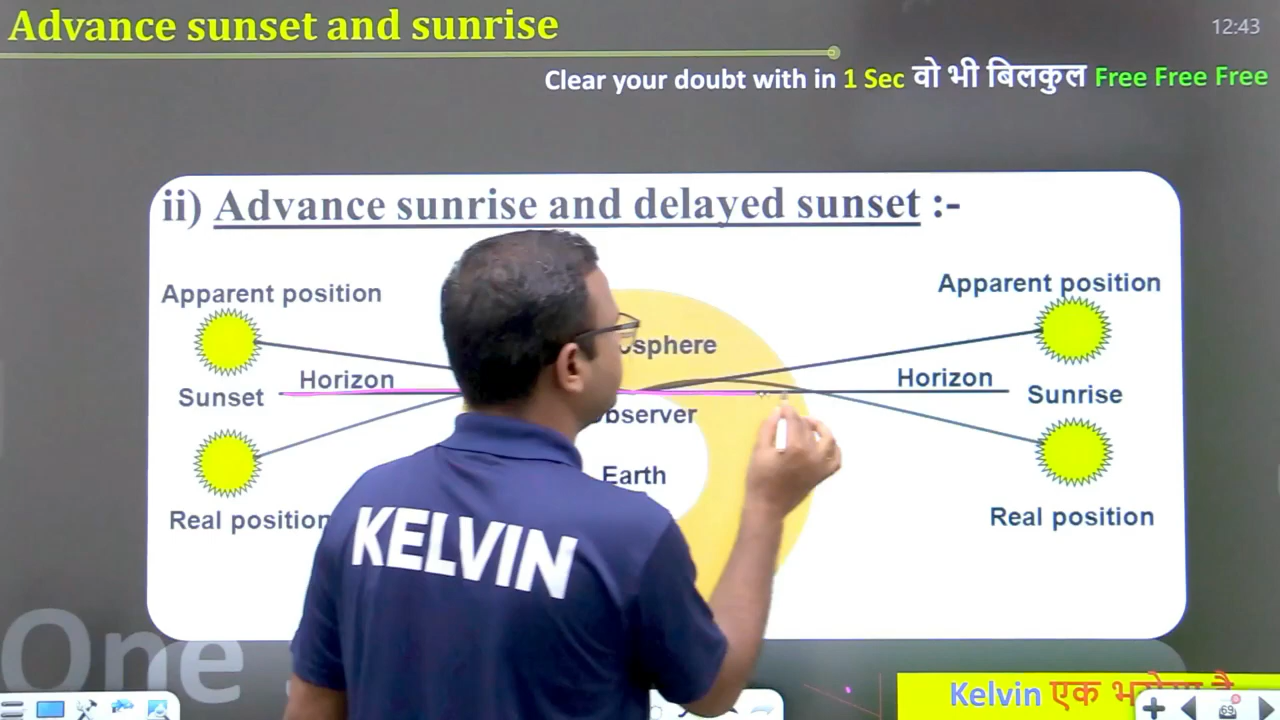 Advance sunset and sunrise
12:43
Clear your doubt with in 1 Sec वो भी बिलकुल Free Free Free
ii) Advance sunrise and delayed sunset :-
Apparent position
Apparent position
Horizon
Horizon
Sunset
Sunrise
Earth
Real position
Real position
KELVIN
One
Kelvin एक
69